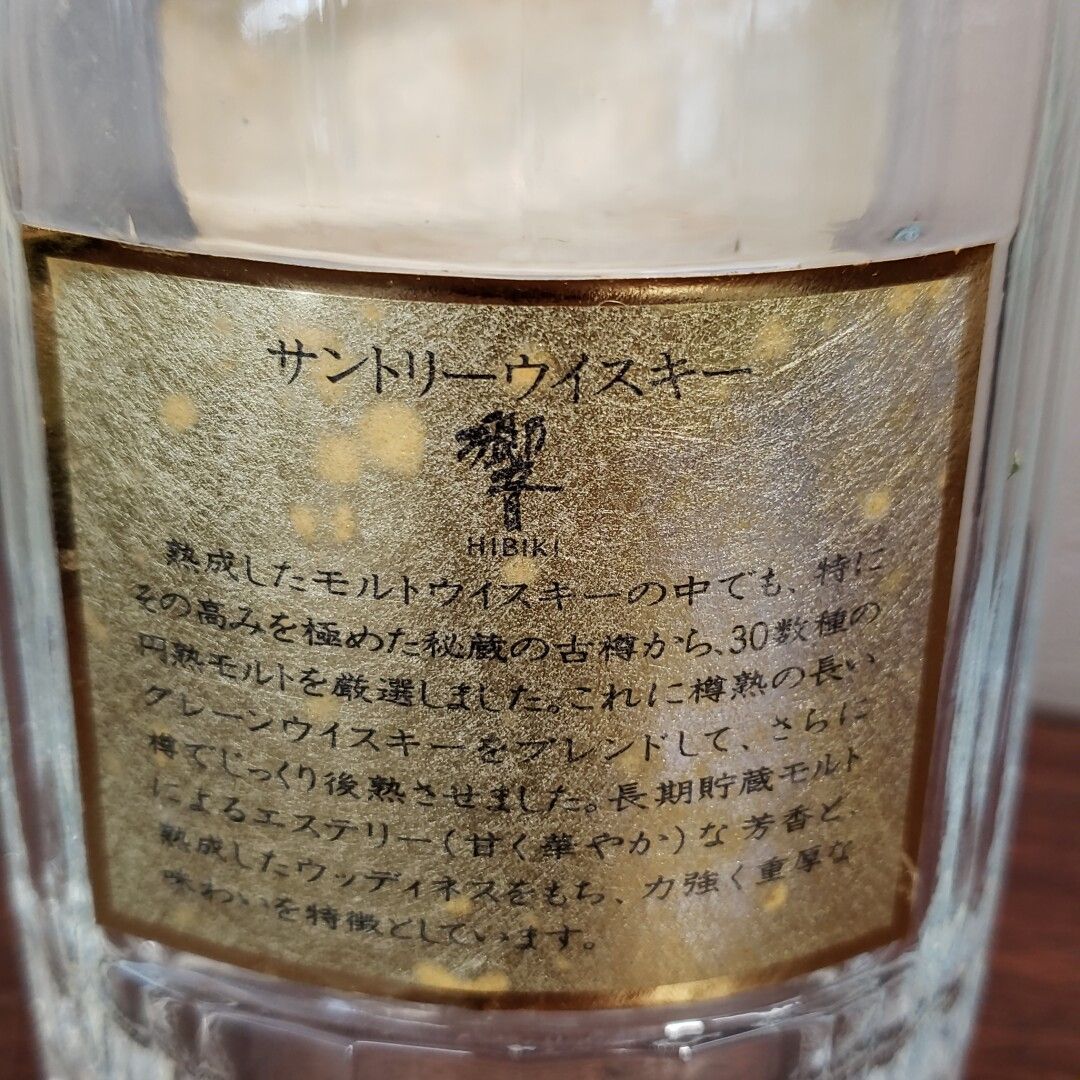 サントリーウイスキー
響
HIBIKI
熟成したモルトウイスキーの中でも、特に
その高みを極めた秘蔵の古樽から、30数種の
円熟モルトを厳選しました。これに樽熟の長い
グレーンウイスキーをブレンドして、さらに
樽でじっくり後熟させました。長期貯蔵モルト
によるエステリー(甘く華やか)な芳香と、
熟成したウッディネスをもち、力強く重厚な
味わいを特徴としています。